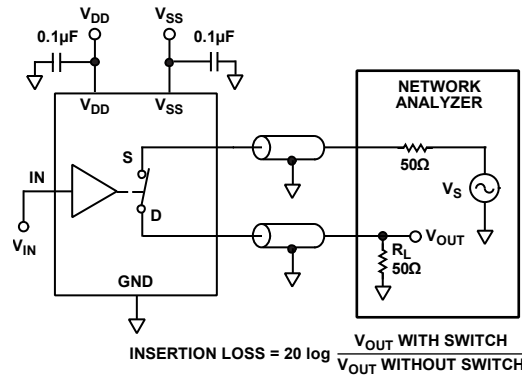 VDD VSS
0.1µF 0.1µF
VDD VSS
NETWORK
ANALYZER
S
50Ω
IN
VS
D
VOUT
VIN
RL
50Ω
GND
INSERTION LOSS = 20 log VOUT WITH SWITCH
VOUT WITHOUT SWITCH